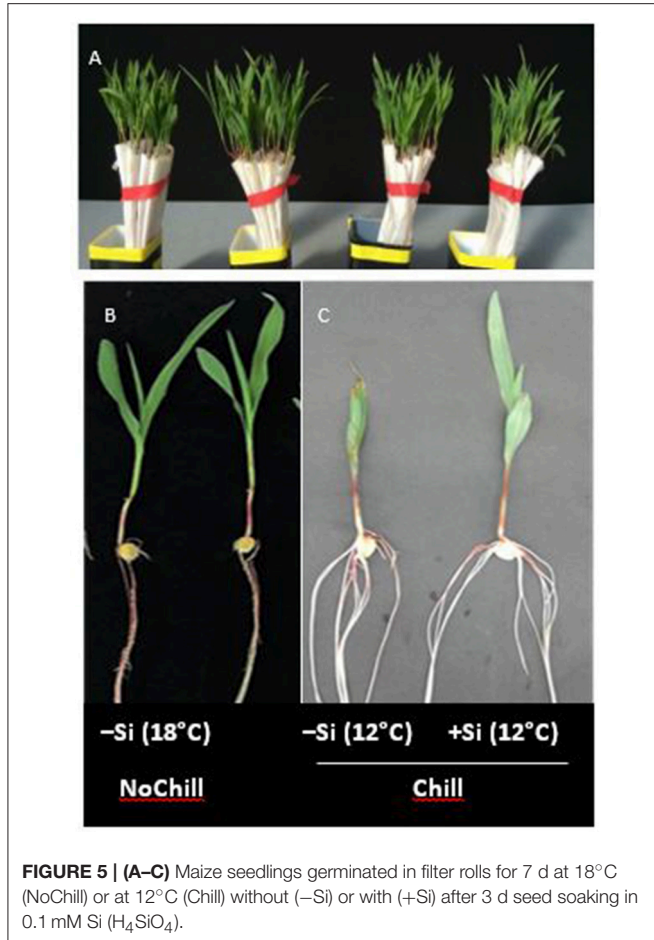 A
B
C
−Si (18°C)
−Si (12°C) +Si (12°C)
NoChill
Chill
FIGURE 5 | (A–C) Maize seedlings germinated in filter rolls for 7 d at 18°C
(NoChill) or at 12°C (Chill) without (−Si) or with (+Si) after 3 d seed soaking in
0.1 mM Si (H₄SiO₄).